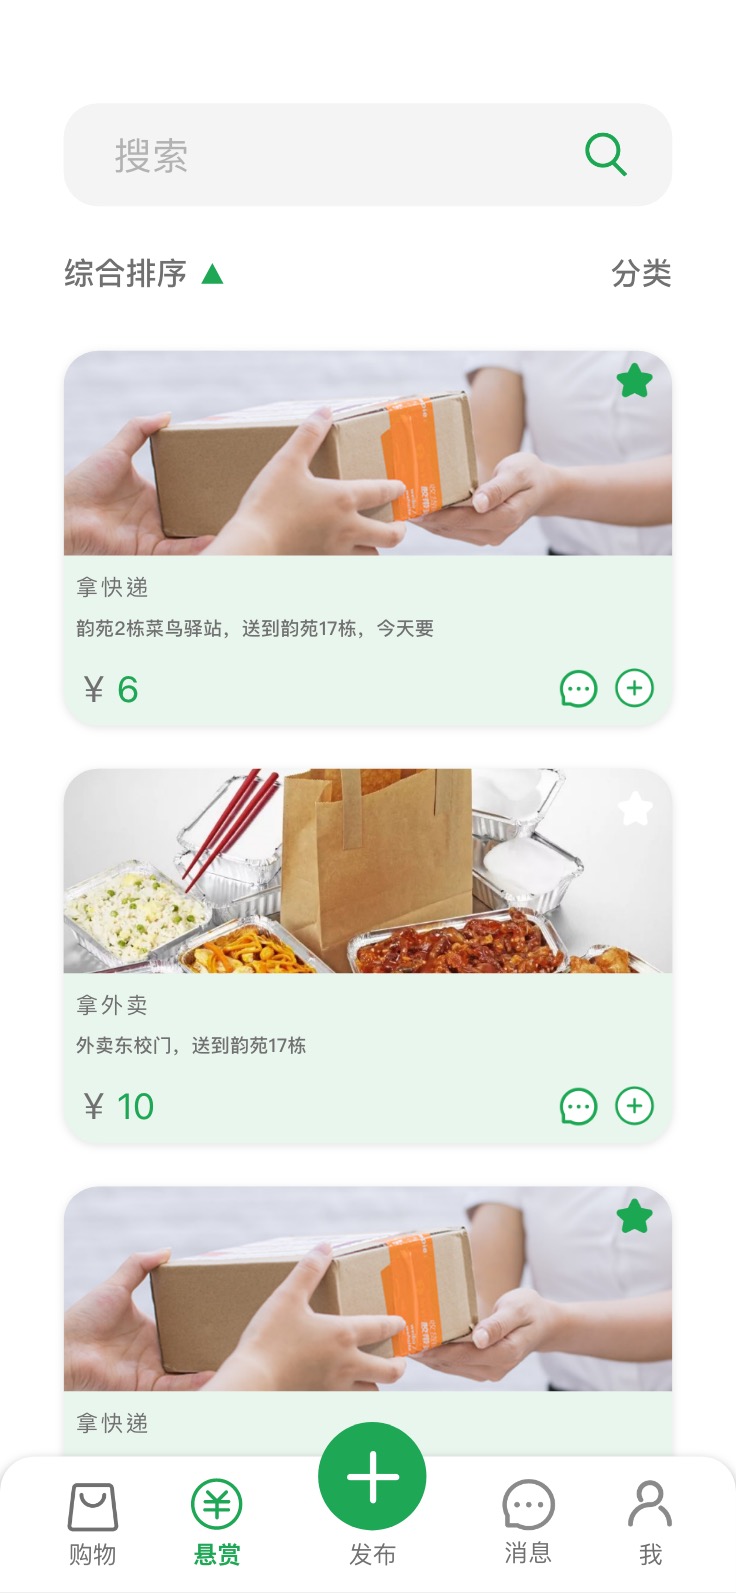 搜索
综合排序 ▲
分类
拿快递
韵苑2栋菜鸟驿站，送到韵苑17栋，今天要
¥ 6
拿外卖
外卖东校门，送到韵苑17栋
¥ 10
拿快递
购物
悬赏
发布
消息
我